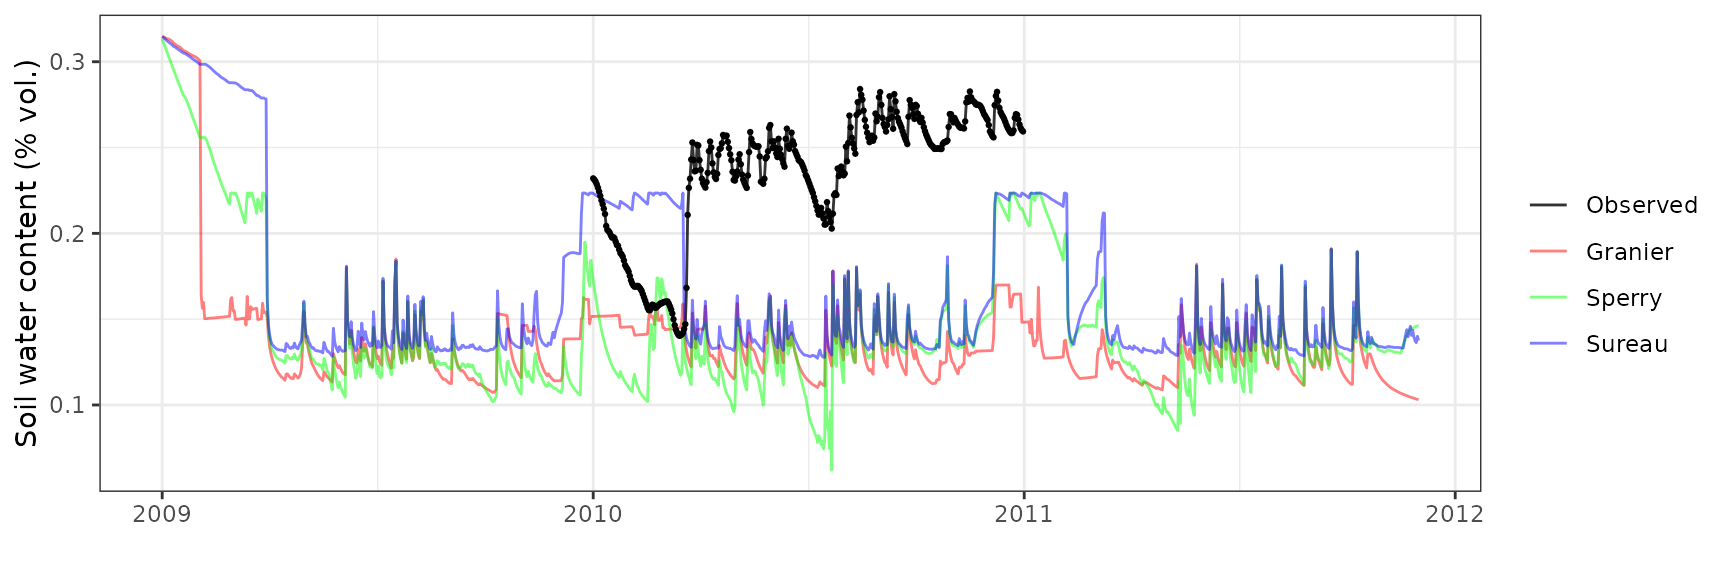 Soil water content (% vol.)
0.3
0.2
0.1
2009
2010
2011
2012
Observed
Granier
Sperry
Sureau